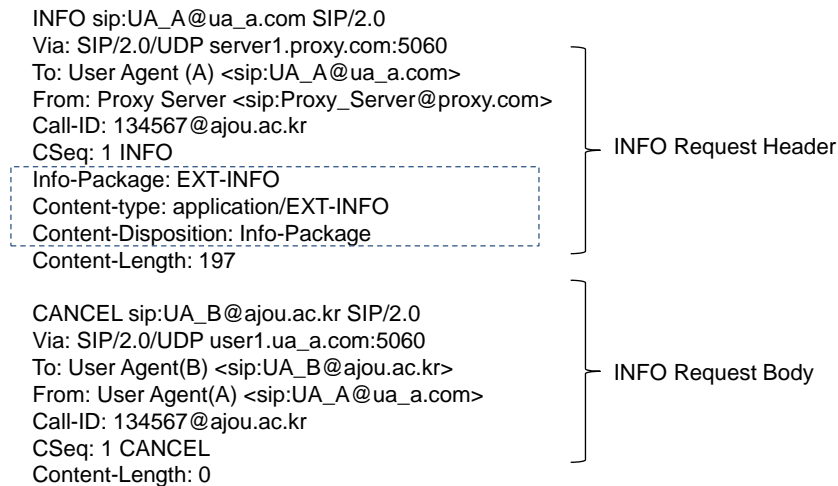 INFO sip:UA_A@ua_a.com SIP/2.0
Via: SIP/2.0/UDP server1.proxy.com:5060
To: User Agent (A) <sip:UA_A@ua_a.com>
From: Proxy Server <sip:Proxy_Server@proxy.com>
Call-ID: 134567@ajou.ac.kr
CSeq: 1 INFO
INFO Request Header
Info-Package: EXT-INFO
Content-type: application/EXT-INFO
Content-Disposition: Info-Package
Content-Length: 197
CANCEL sip:UA_B@ajou.ac.kr SIP/2.0
Via: SIP/2.0/UDP user1.ua_a.com:5060
To: User Agent(B) <sip:UA_B@ajou.ac.kr>
From: User Agent(A) <sip:UA_A@ua_a.com>
INFO Request Body
Call-ID: 134567@ajou.ac.kr
CSeq: 1 CANCEL
Content-Length: 0